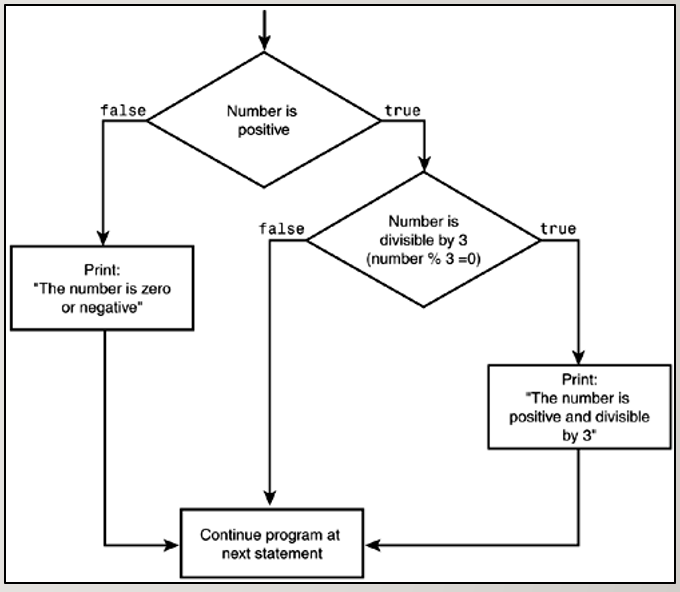 false
true
Number is
positive
false
true
Number is
divisible by 3
(number % 3 =0)
Print:
"The number is zero
or negative"
Print:
"The number is
positive and divisible
by 3"
Continue program at
next statement